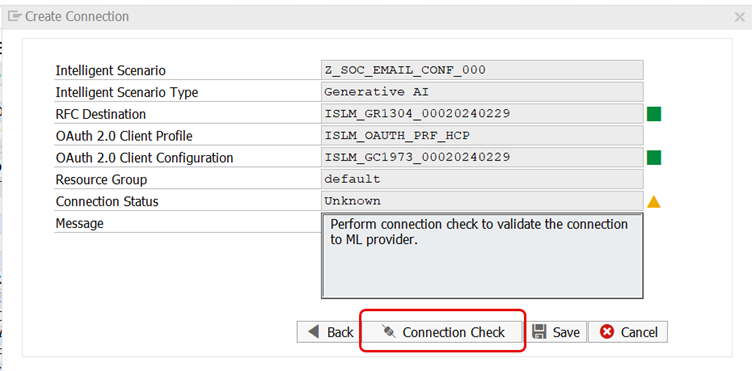 Create Connection
Intelligent Scenario Z_SOC_EMAIL_CONF_000
Intelligent Scenario Type Generative AI
RFC Destination ISLM_GR1304_00020240229
OAuth 2.0 Client Profile ISLM_OAUTH_PRF_HCP
OAuth 2.0 Client Configuration ISLM_GC1973_00020240229
Resource Group default
Connection Status Unknown
Message Perform connection check to validate the connection
to ML provider.
Back Connection Check Save Cancel